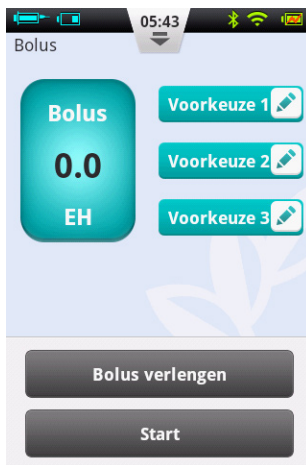 05:43
Bolus
Bolus
0.0
EH
Voorkeuze 1
Voorkeuze 2
Voorkeuze 3
Bolus verlengen
Start